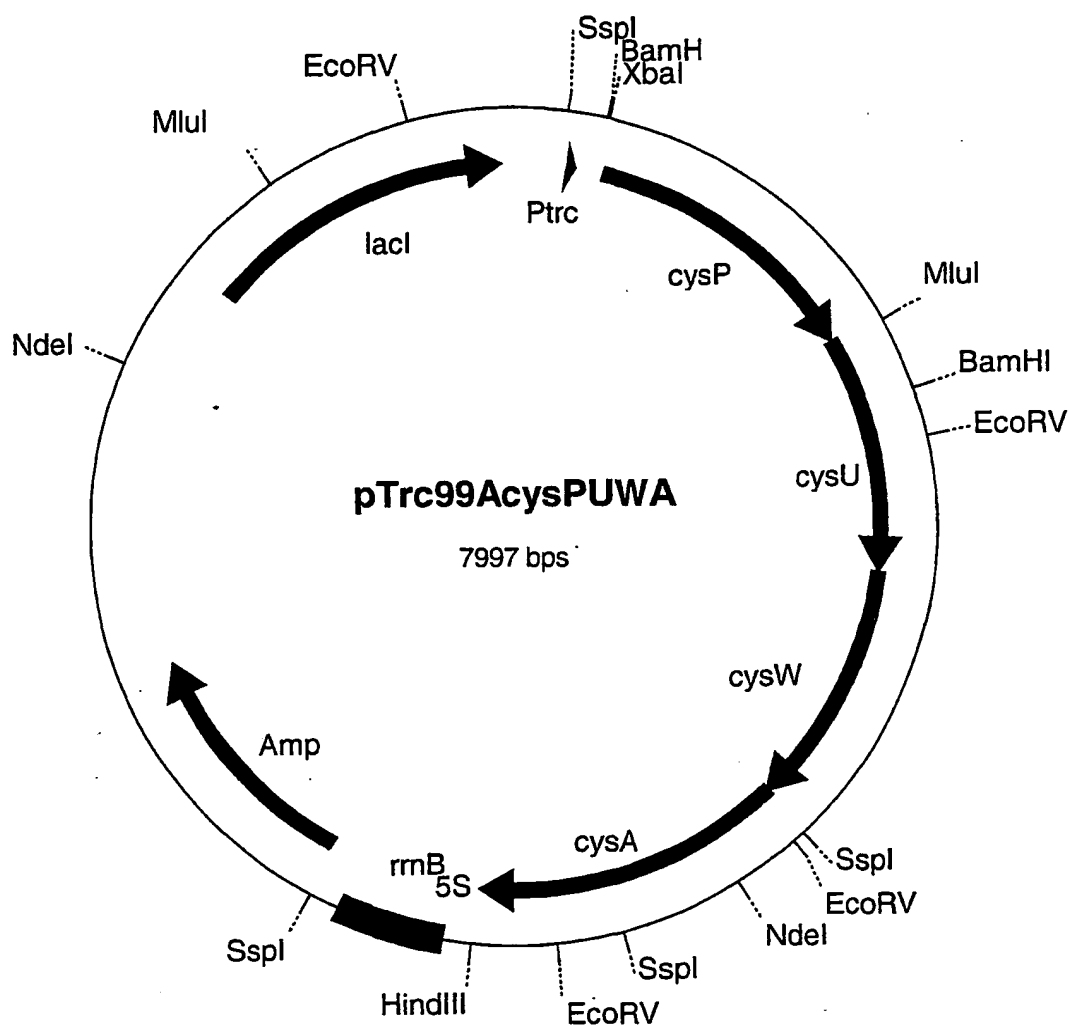 SspI
BamH
XbaI
EcoRV
MluI
lacI
Ptrc
cysP
MluI
BamHI
EcoRV
NdeI
cysU
pTrc99AcysPUWA
7997 bps
cysW
Amp
cysA
rrnB
5S
SspI
EcoRV
NdeI
SspI
SspI
HindIII
EcoRV